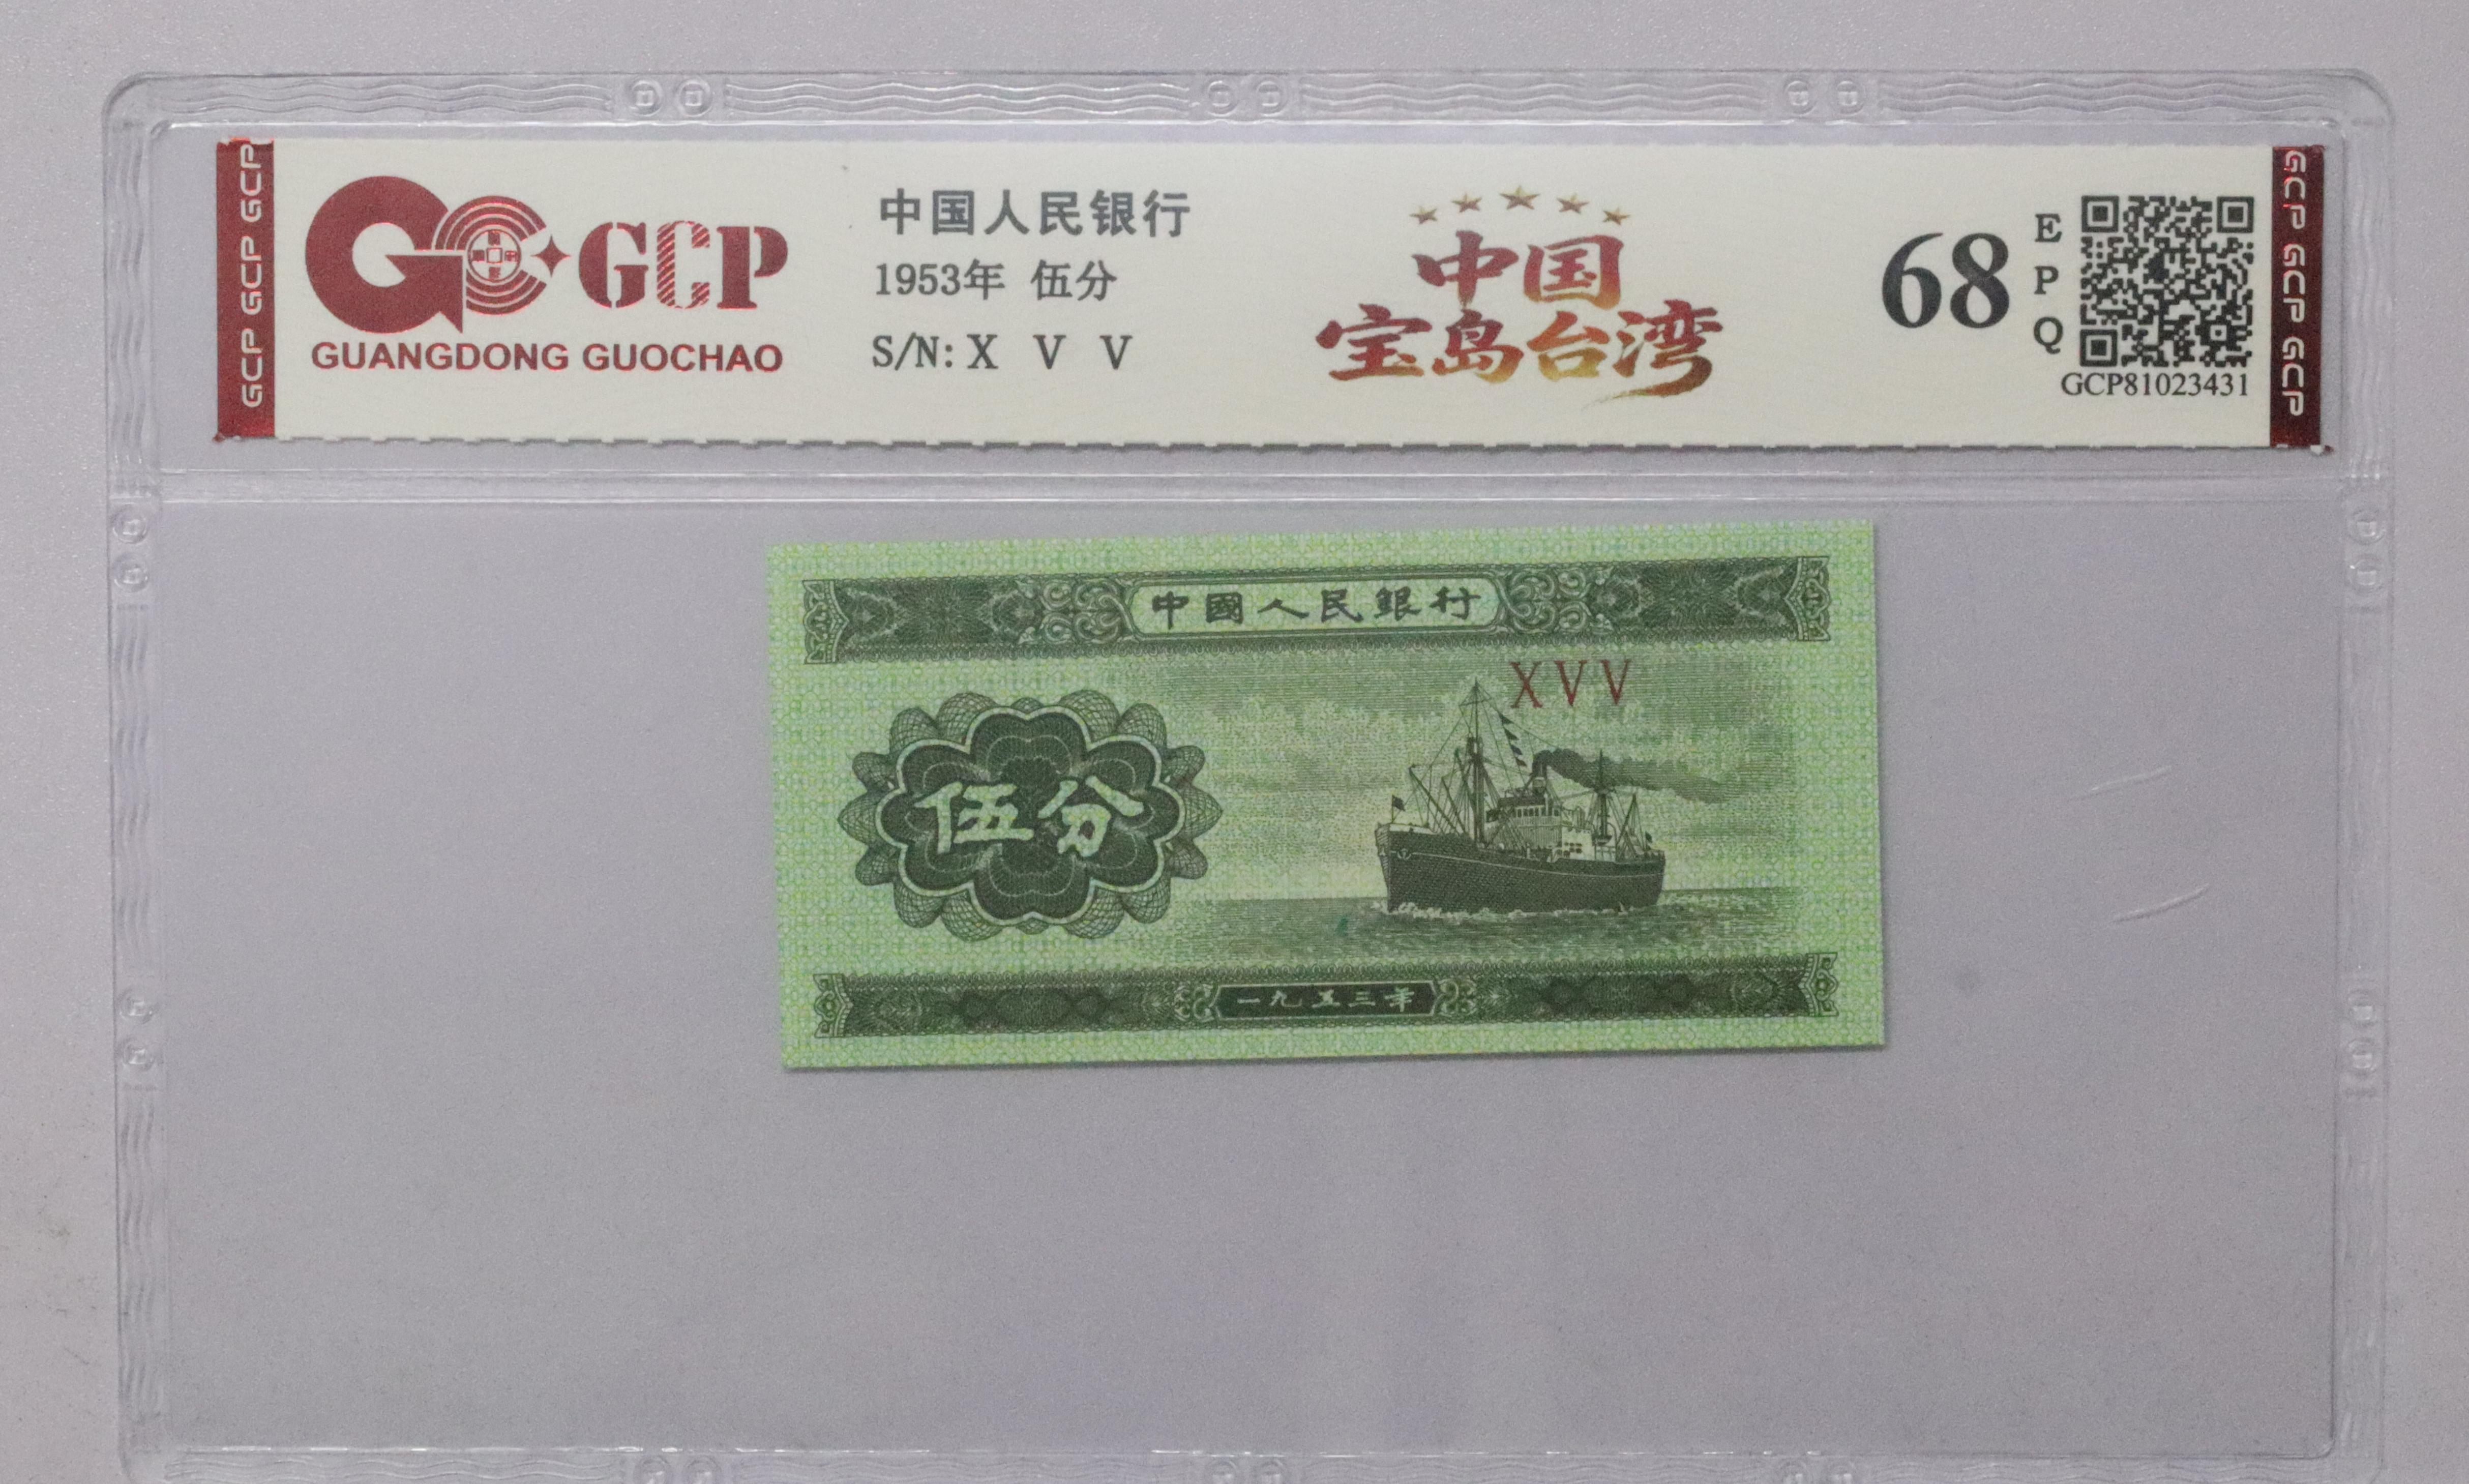 GCP GCP GCP
GCP
GUANGDONG GUOCHAO
中国人民银行
1953年 伍分
S/N: X V V
中国
宝岛台湾
68
E
P
Q
GCP81023431
GCP GCP GCP
中國人民銀行
XVV
伍分
一九五三年